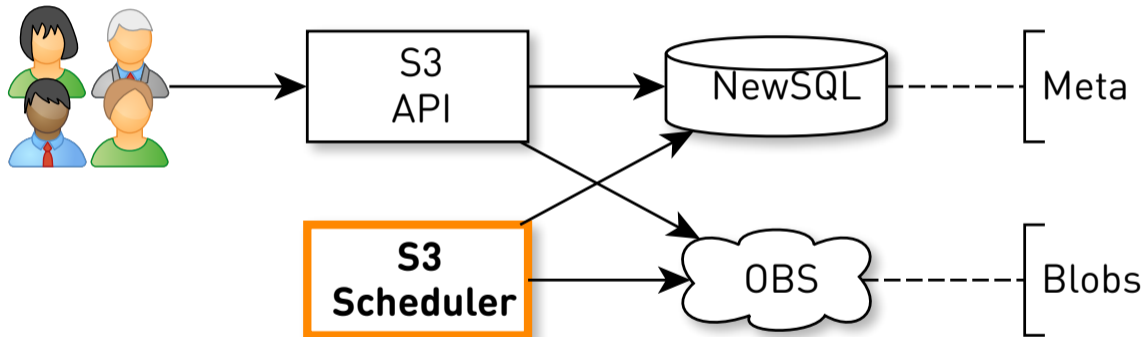 S3
API
NewSQL
Meta
S3
Scheduler
OBS
Blobs